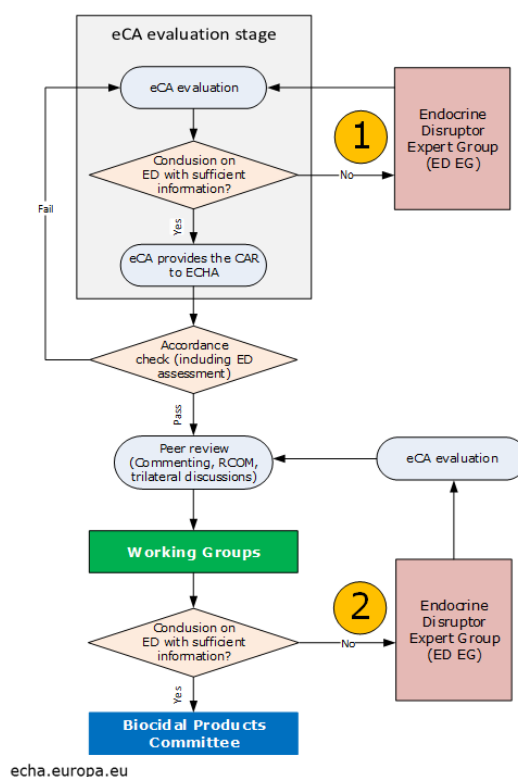 eCA evaluation stage
eCA evaluation
1
Endocrine
Disruptor
Expert Group
(ED EG)
Conclusion on
ED with sufficient
information?
No
Fail
Yes
eCA provides the CAR
to ECHA
Accordance
check (including ED
assessment)
Pass
Peer review
(Commenting, RCOM,
trilateral discussions)
eCA evaluation
Working Groups
2
Endocrine
Disruptor
Expert Group
(ED EG)
Conclusion on
ED with sufficient
information?
No
Yes
Biocidal Products
Committee
echa.europa.eu